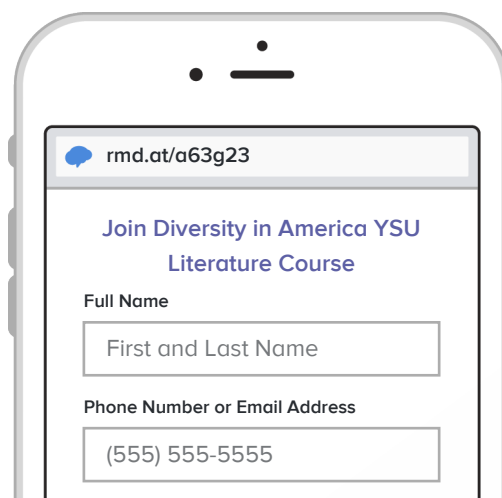 rmd.at/a63g23
Join Diversity in America YSU
Literature Course
Full Name
First and Last Name
Phone Number or Email Address
(555) 555-5555